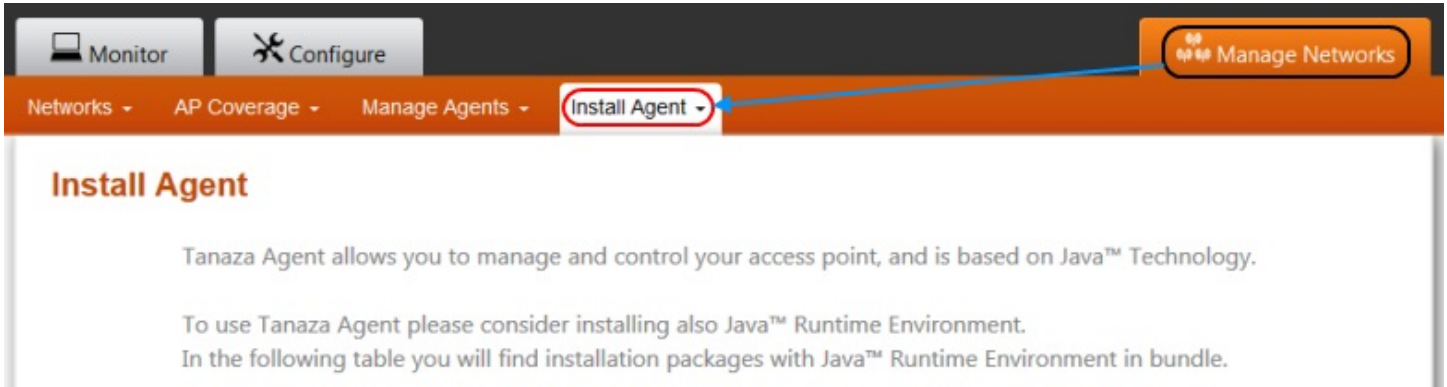 Monitor
Configure
Manage Networks
Networks
AP Coverage
Manage Agents
Install Agent
Install Agent
Tanaza Agent allows you to manage and control your access point, and is based on Java™ Technology.
To use Tanaza Agent please consider installing also Java™ Runtime Environment.
In the following table you will find installation packages with Java™ Runtime Environment in bundle.